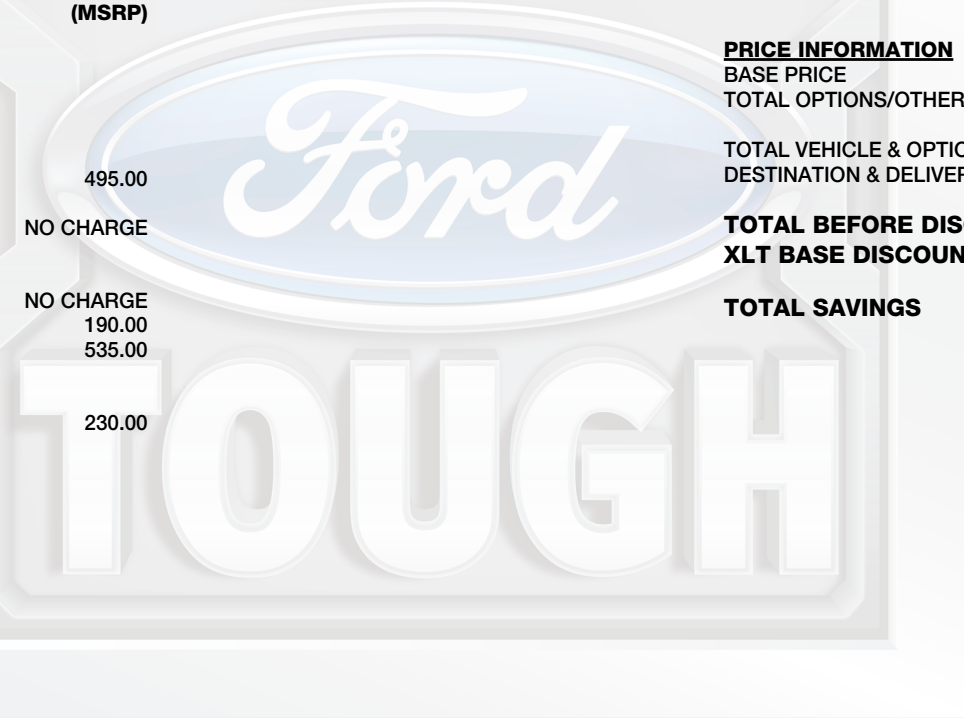 (MSRP)
495.00
NO CHARGE
NO CHARGE
190.00
535.00
230.00
PRICE INFORMATION
BASE PRICE
TOTAL OPTIONS/OTHER
TOTAL VEHICLE & OPTIO
DESTINATION & DELIVER
TOTAL BEFORE DISC
XLT BASE DISCOUN
TOTAL SAVINGS
Ford
TOUGH